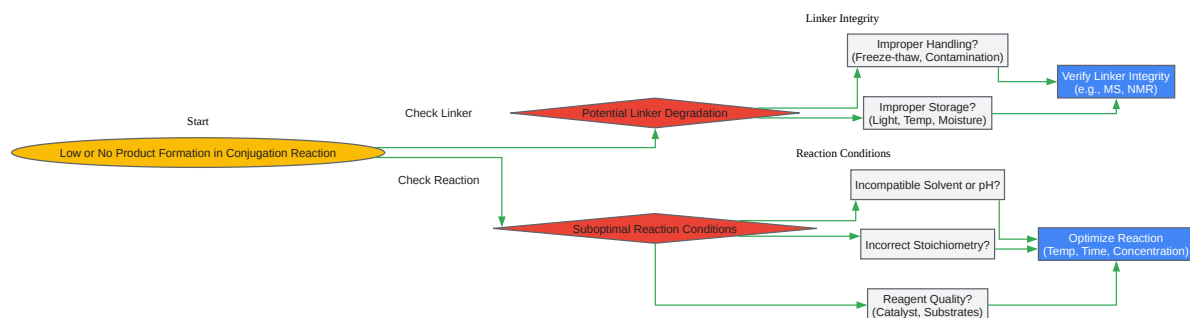 Linker Integrity
Improper Handling?
(Freeze-thaw, Contamination)
Verify Linker Integrity
(e.g., MS, NMR)
Check Linker
Potential Linker Degradation
Improper Storage?
(Light, Temp, Moisture)
Start
Low or No Product Formation in Conjugation Reaction
Reaction Conditions
Check Reaction
Incompatible Solvent or pH?
Suboptimal Reaction Conditions
Incorrect Stoichiometry?
Optimize Reaction
(Temp, Time, Concentration)
Reagent Quality?
(Catalyst, Substrates)